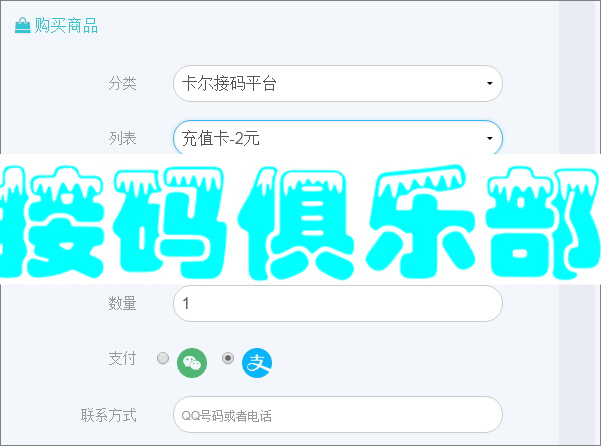 购买商品
分类
卡尔接码平台
列表
充值卡-2元
接码俱乐部
数量
1
支付
支
联系方式
QQ号码或者电话